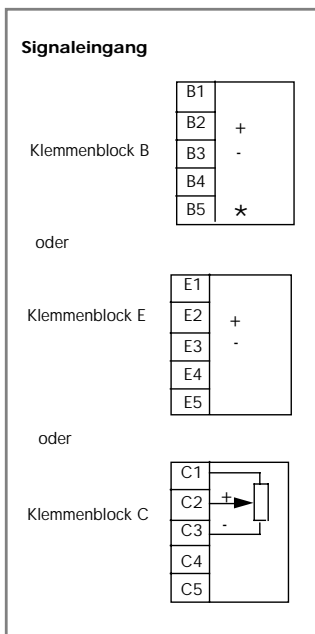 Signaleingang
B1
B2 +
Klemmenblock B B3 -
B4
B5 *
oder
E1
Klemmenblock E E2 +
E3 -
E4
E5
oder
C1
C2 +
Klemmenblock C C3 -
C4
C5